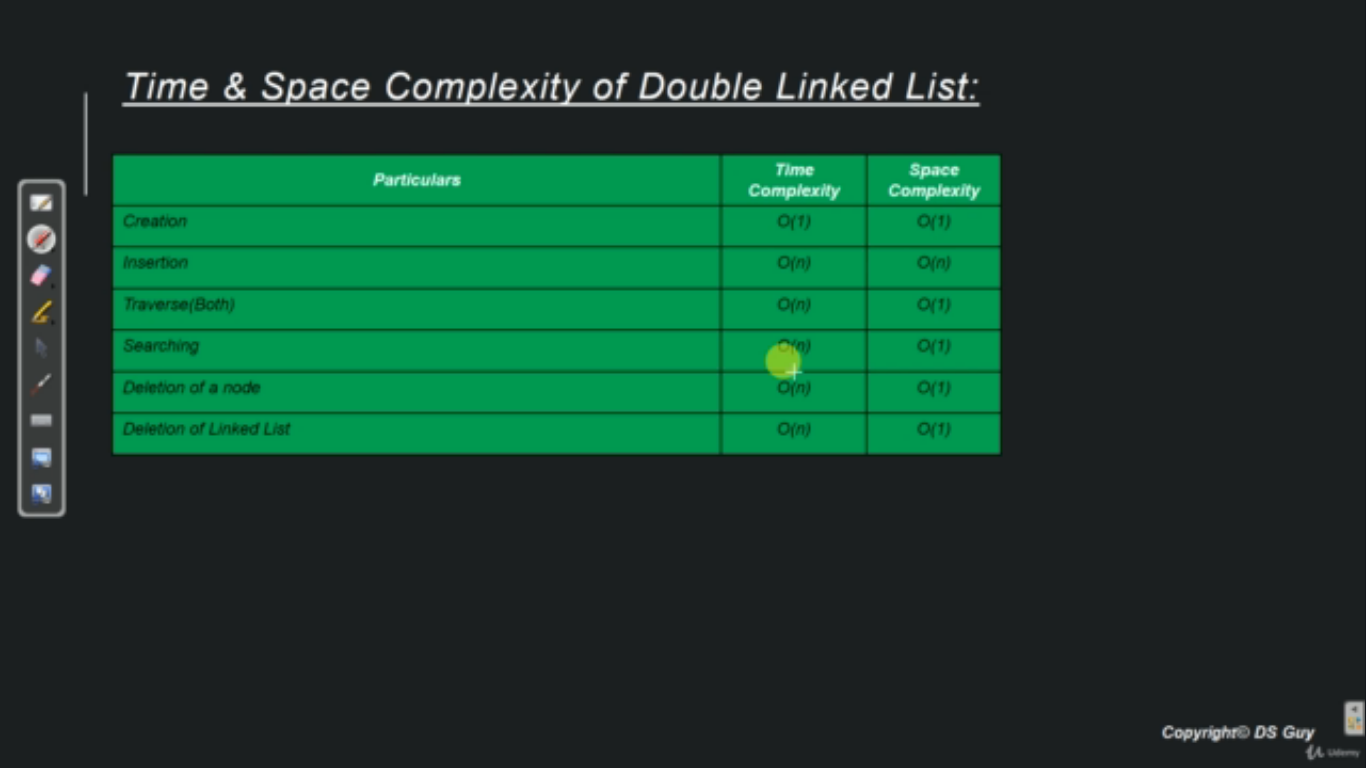 Time & Space Complexity of Double Linked List:
Particulars
Time
Complexity
Space
Complexity
Creation O(1) O(1)
Insertion O(n) O(n)
Traverse(Both) O(n) O(1)
Searching O(n) O(1)
Deletion of a node O(n) O(1)
Deletion of Linked List O(n) O(1)
Copyright© DS Guy
Udemy